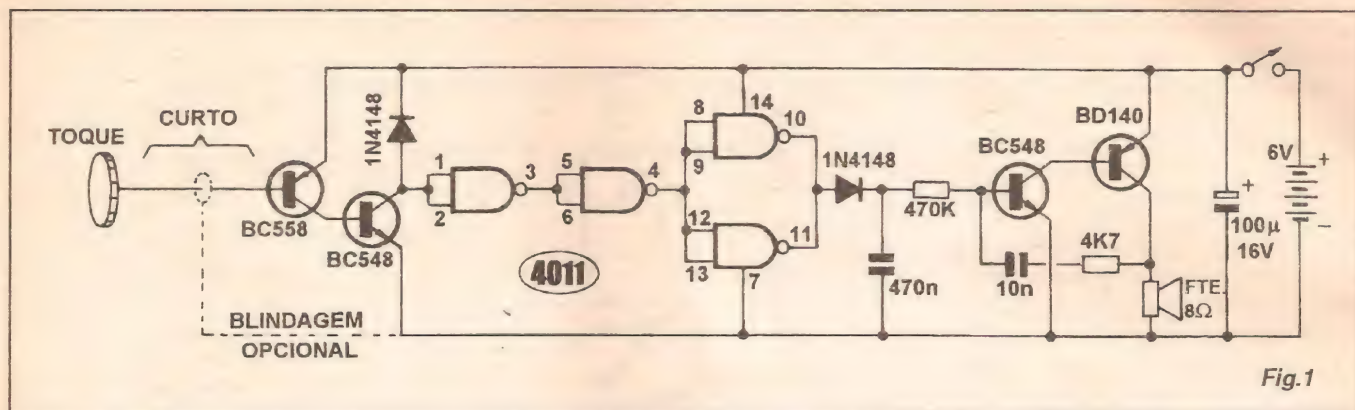 TOQUE
CURTO
BLINDAGEM
OPCIONAL
BC558
BC548
1N4148
1
2
3
5
6
4
4011
8
9
14
10
12
13
11
7
1N4148
470n
470K
10n
4K7
BC548
BD140
FTE.
8Ω
+
100µ
16V
6V
+
−
Fig.1